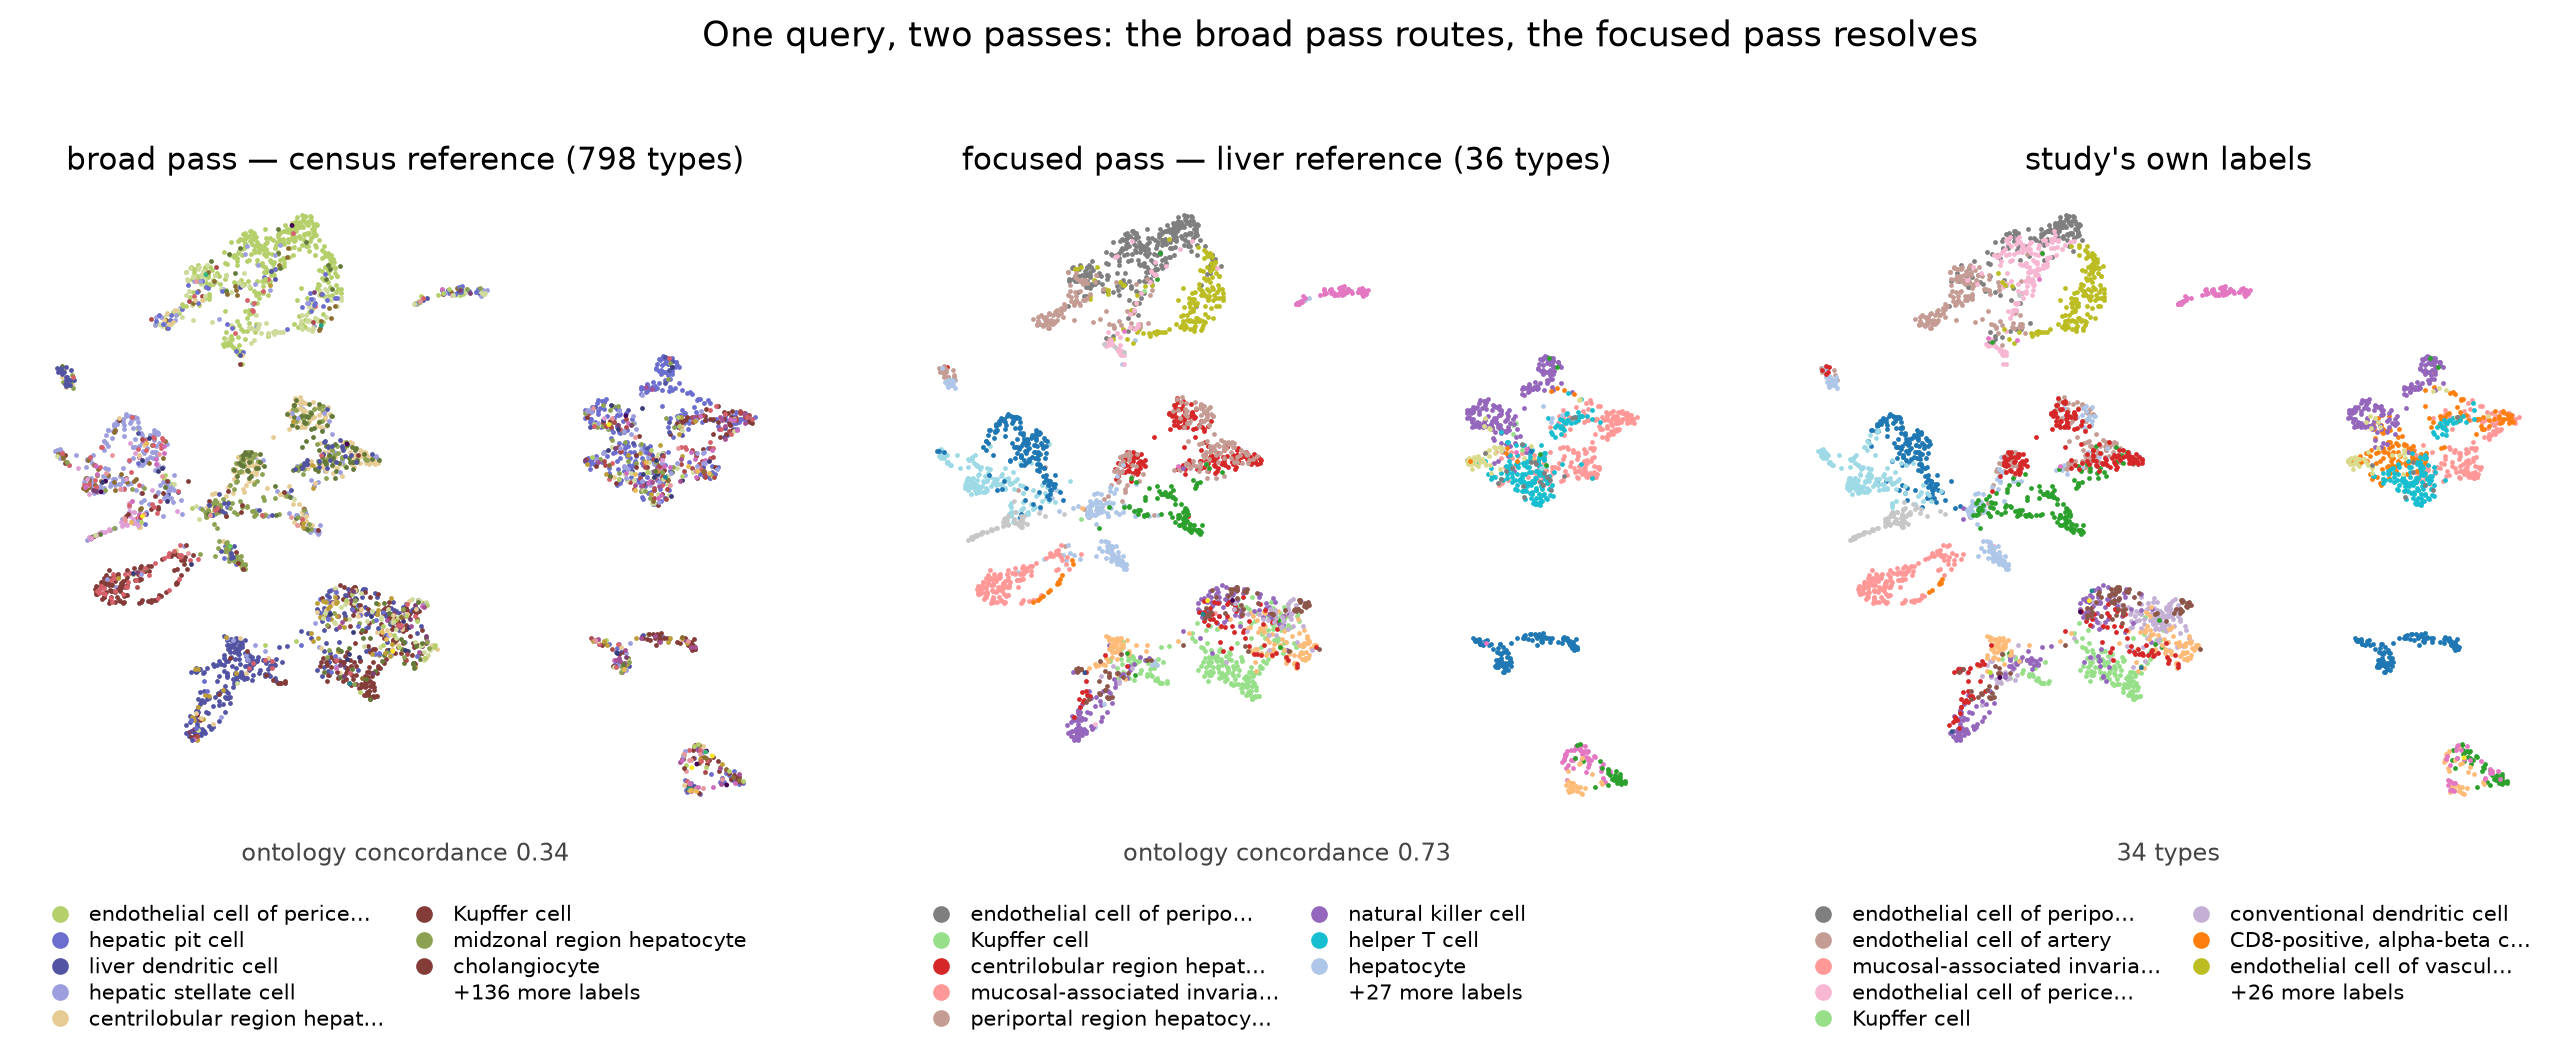 One query, two passes: the broad pass routes, the focused pass resolves
broad pass — census reference (798 types)
focused pass — liver reference (36 types)
study's own labels
ontology concordance 0.34
ontology concordance 0.73
34 types
endothelial cell of perice...
hepatic pit cell
liver dendritic cell
hepatic stellate cell
centrilobular region hepat...
Kupffer cell
midzonal region hepatocyte
cholangiocyte
+136 more labels
endothelial cell of peripo...
Kupffer cell
centrilobular region hepat...
mucosal-associated invaria...
periportal region hepatocy...
natural killer cell
helper T cell
hepatocyte
+27 more labels
endothelial cell of peripo...
endothelial cell of artery
mucosal-associated invaria...
endothelial cell of perice...
Kupffer cell
conventional dendritic cell
CD8-positive, alpha-beta c...
endothelial cell of vascul...
+26 more labels